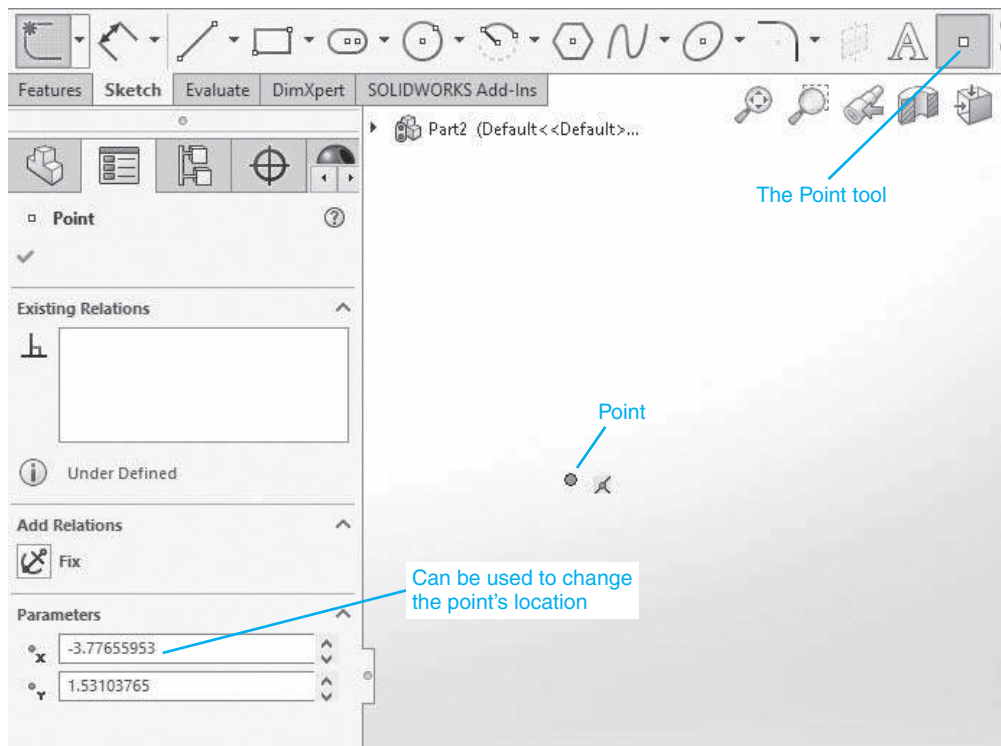 Features Sketch Evaluate DimXpert SOLIDWORKS Add-Ins
Part2 (Default<<Default>...
The Point tool
Point
Existing Relations
Under Defined
Point
Add Relations
Fix
Can be used to change
the point's location
Parameters
X -3.77655953
Y 1.53103765